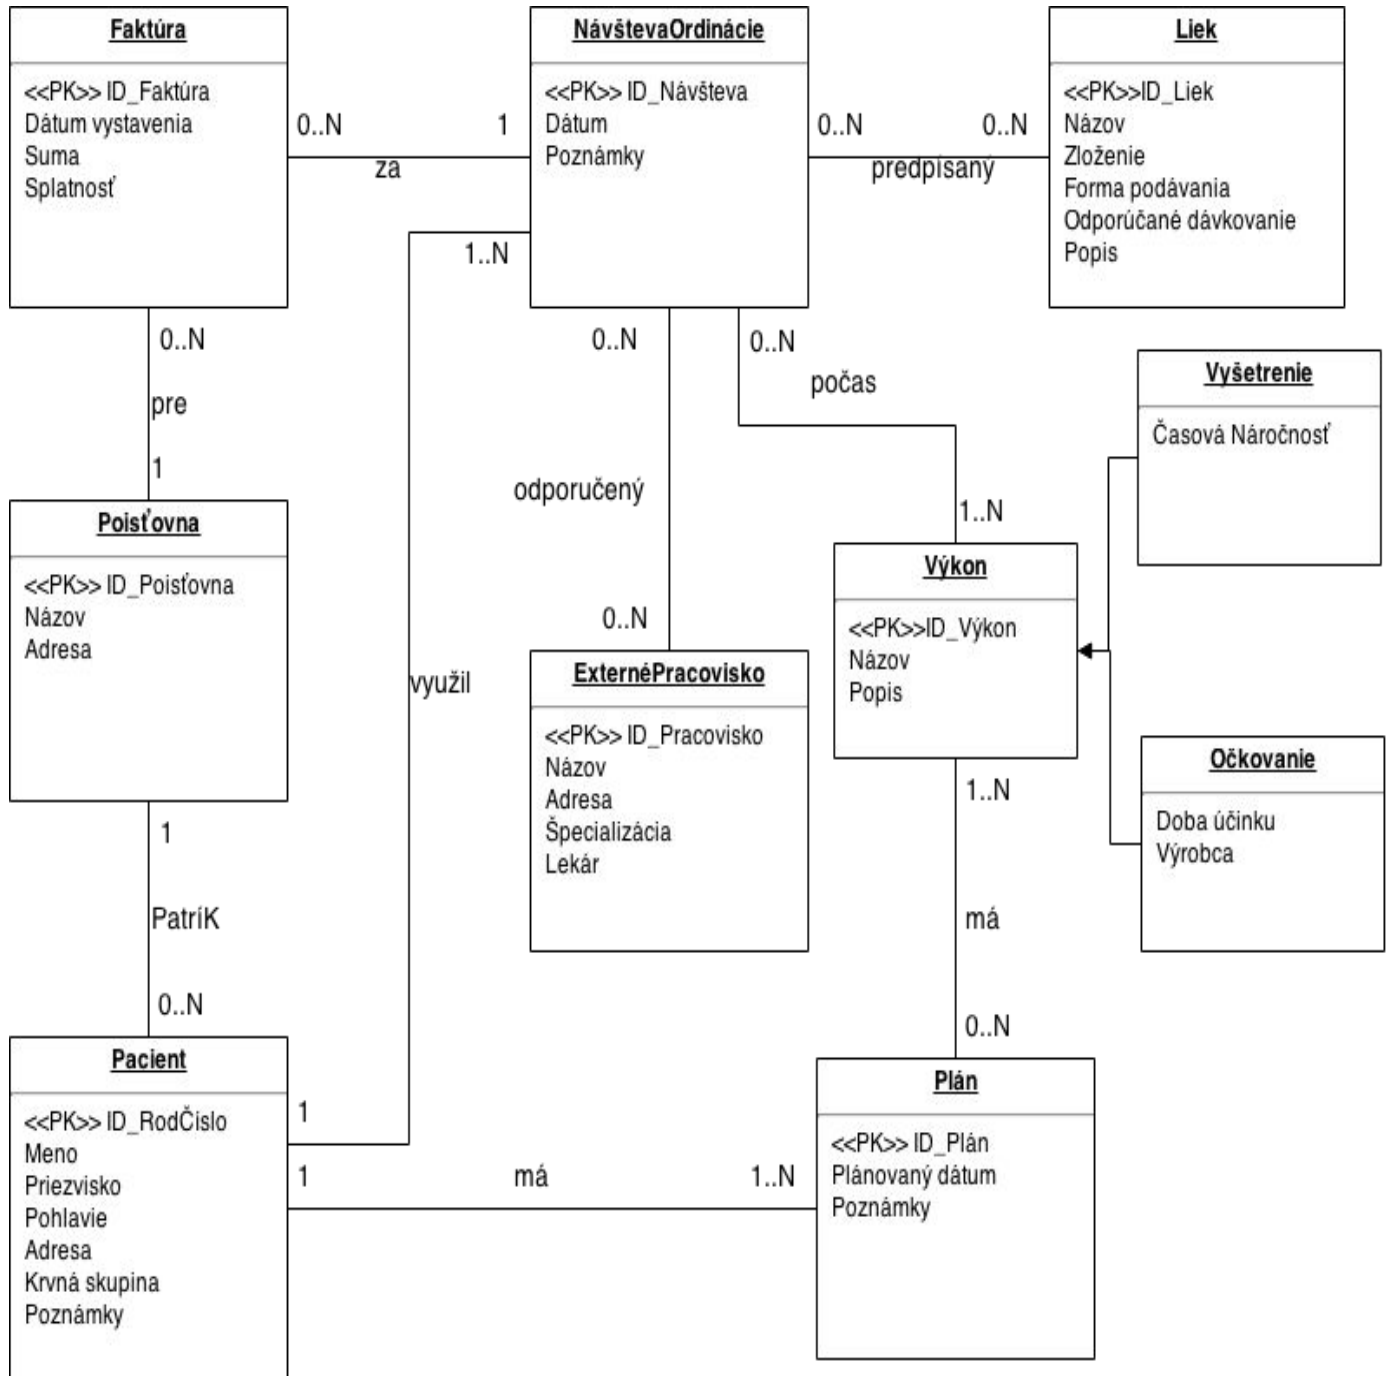 Faktúra
<<PK>> ID_Faktúra
Dátum vystavenia
Suma
Splatnosť
0..N
1
za
NávštevaOrdinácie
<<PK>> ID_Návšteva
Dátum
Poznámky
0..N
0..N
predpísaný
Liek
<<PK>>ID_Liek
Názov
Zloženie
Forma podávania
Odporúčané dávkovanie
Popis
1..N
0..N
pre
1
0..N
odporučený
0..N
0..N
počas
1..N
Vyšetrenie
Časová Náročnosť
Poisťovna
<<PK>> ID_Poisťovna
Názov
Adresa
využil
ExternéPracovisko
<<PK>> ID_Pracovisko
Názov
Adresa
Špecializácia
Lekár
Výkon
<<PK>>ID_Výkon
Názov
Popis
Očkovanie
Doba účinku
Výrobca
1
PatríK
0..N
1..N
má
0..N
Pacient
<<PK>> ID_RodČíslo
Meno
Priezvisko
Pohlavie
Adresa
Krvná skupina
Poznámky
1
1
má
1..N
Plán
<<PK>> ID_Plán
Plánovaný dátum
Poznámky